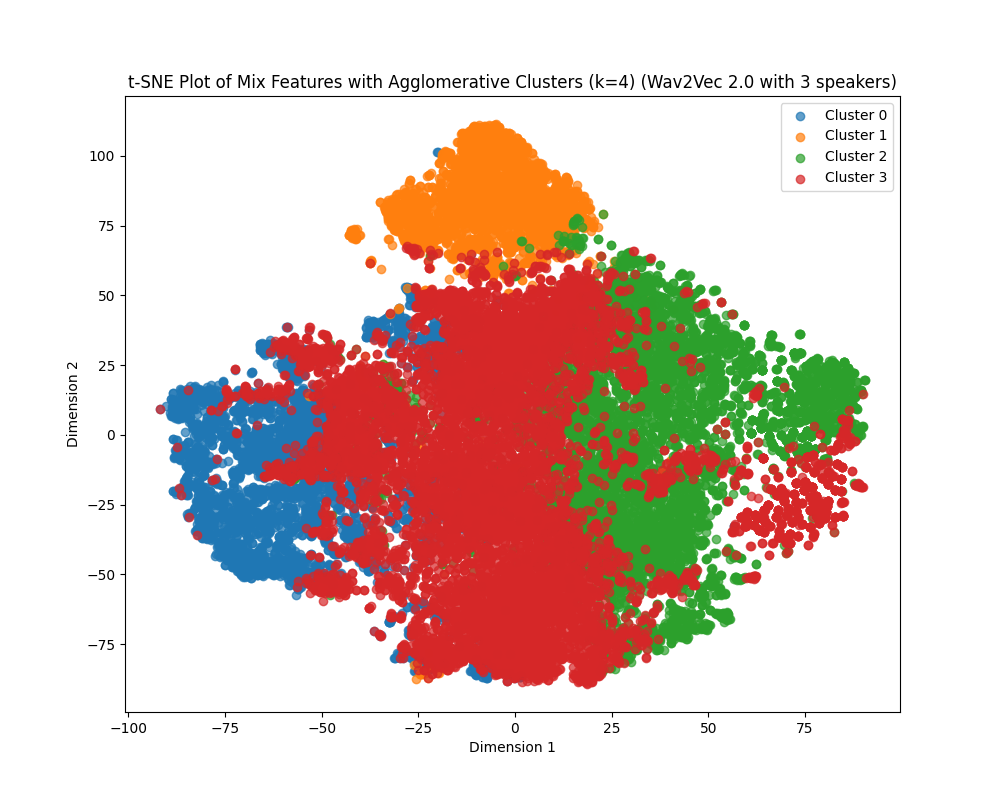 t-SNE Plot of Mix Features with Agglomerative Clusters (k=4) (Wav2Vec 2.0 with 3 speakers)
Cluster 0
Cluster 1
Cluster 2
Cluster 3
100
75
50
25
0
−25
−50
−75
Dimension 2
−100
−75
−50
−25
0
25
50
75
Dimension 1